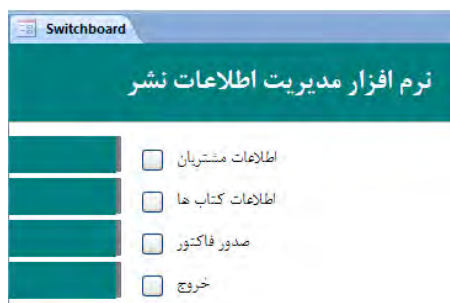 Switchboard
نرم افزار مدیریت اطلاعات نشر
اطلاعات مشتریان
اطلاعات کتاب ها
صدور فاکتور
خروج